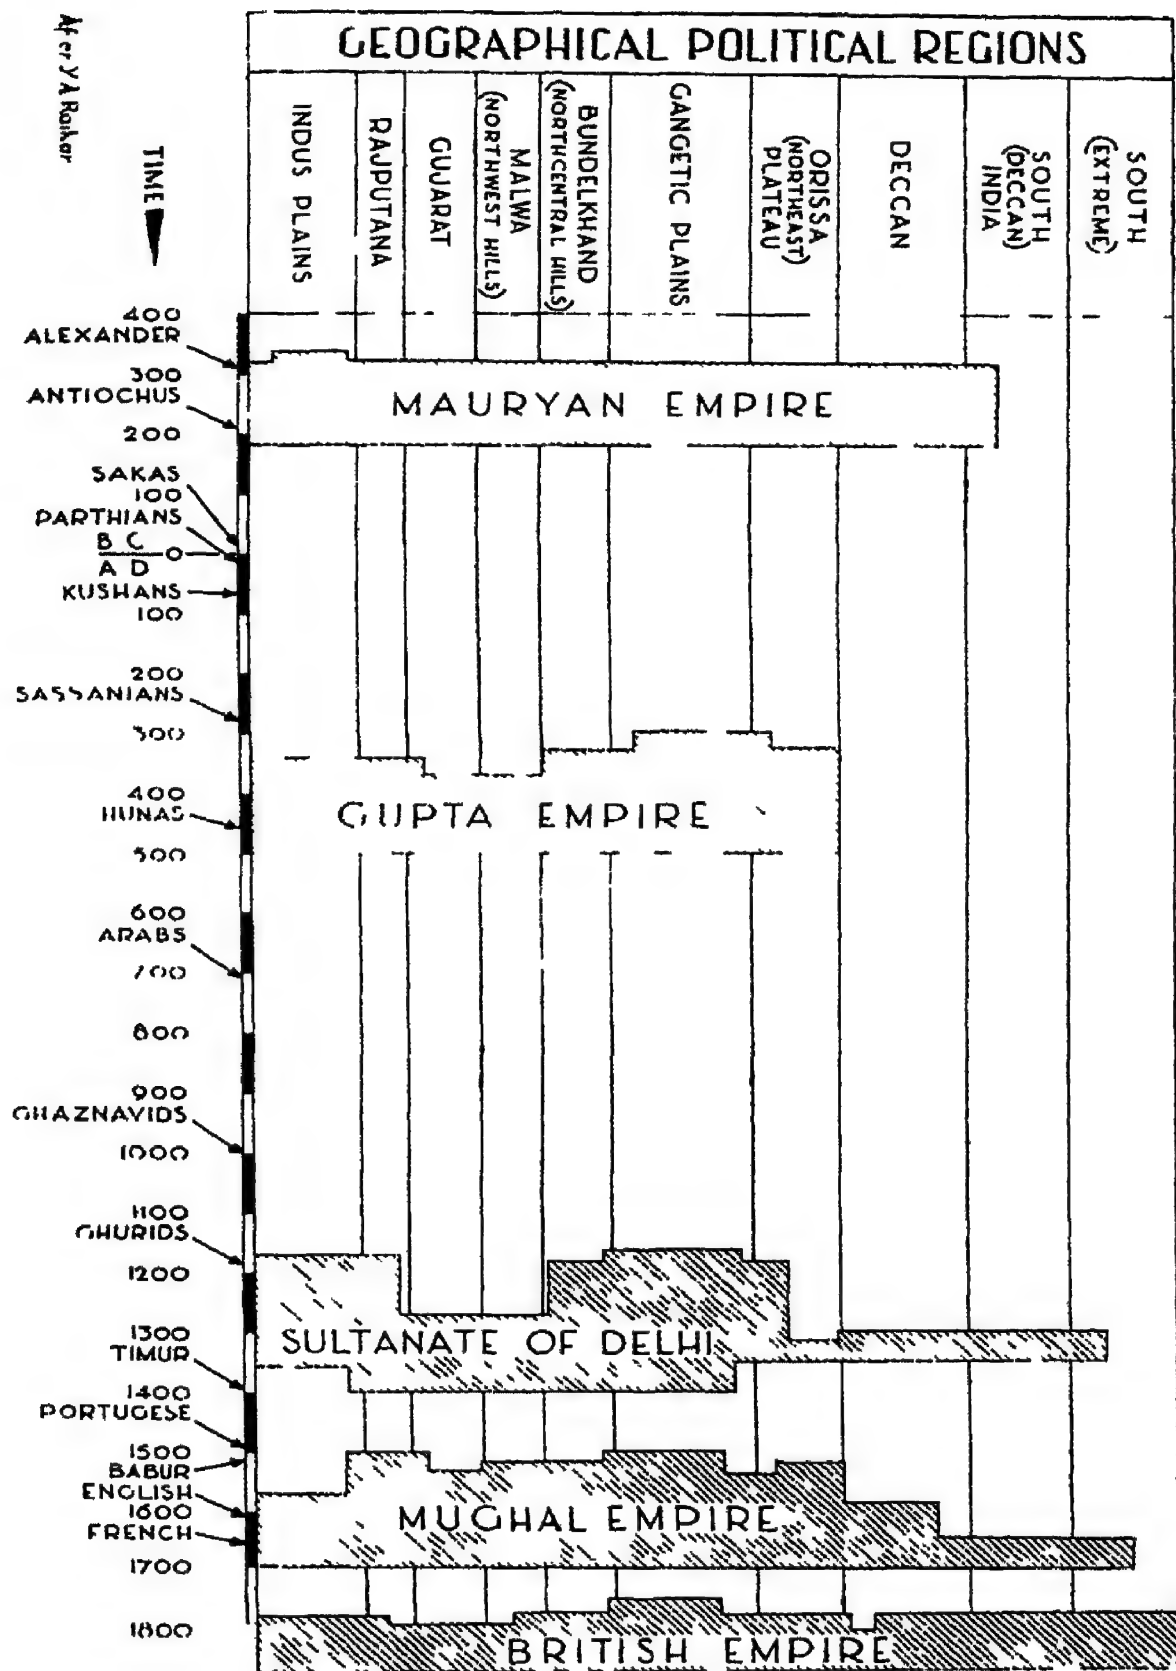 After Y A Raikar
GEOGRAPHICAL POLITICAL REGIONS
TIME
INDUS PLAINS
RAJPUTANA
GUJARAT
MALWA
(NORTHWEST HILLS)
BUNDELKHAND
(NORTHCENTRAL HILLS)
GANGETIC PLAINS
ORISSA
(NORTHEAST)
PLATEAU
DECCAN
SOUTH
(DECCAN)
INDIA
SOUTH
(EXTREME)
400
ALEXANDER
300
ANTIOCHUS
200
SAKAS
100
PARTHIANS
B C
0
A D
KUSHANS
100
200
SASSANIANS
300
400
HUNAS
500
600
ARABS
700
800
900
GHAZNAVIDS
1000
1100
GHURIDS
1200
1300
TIMUR
1400
PORTUGESE
1500
BABUR
ENGLISH
1600
FRENCH
1700
1800
MAURYAN EMPIRE
GUPTA EMPIRE
SULTANATE OF DELHI
MUGHAL EMPIRE
BRITISH EMPIRE